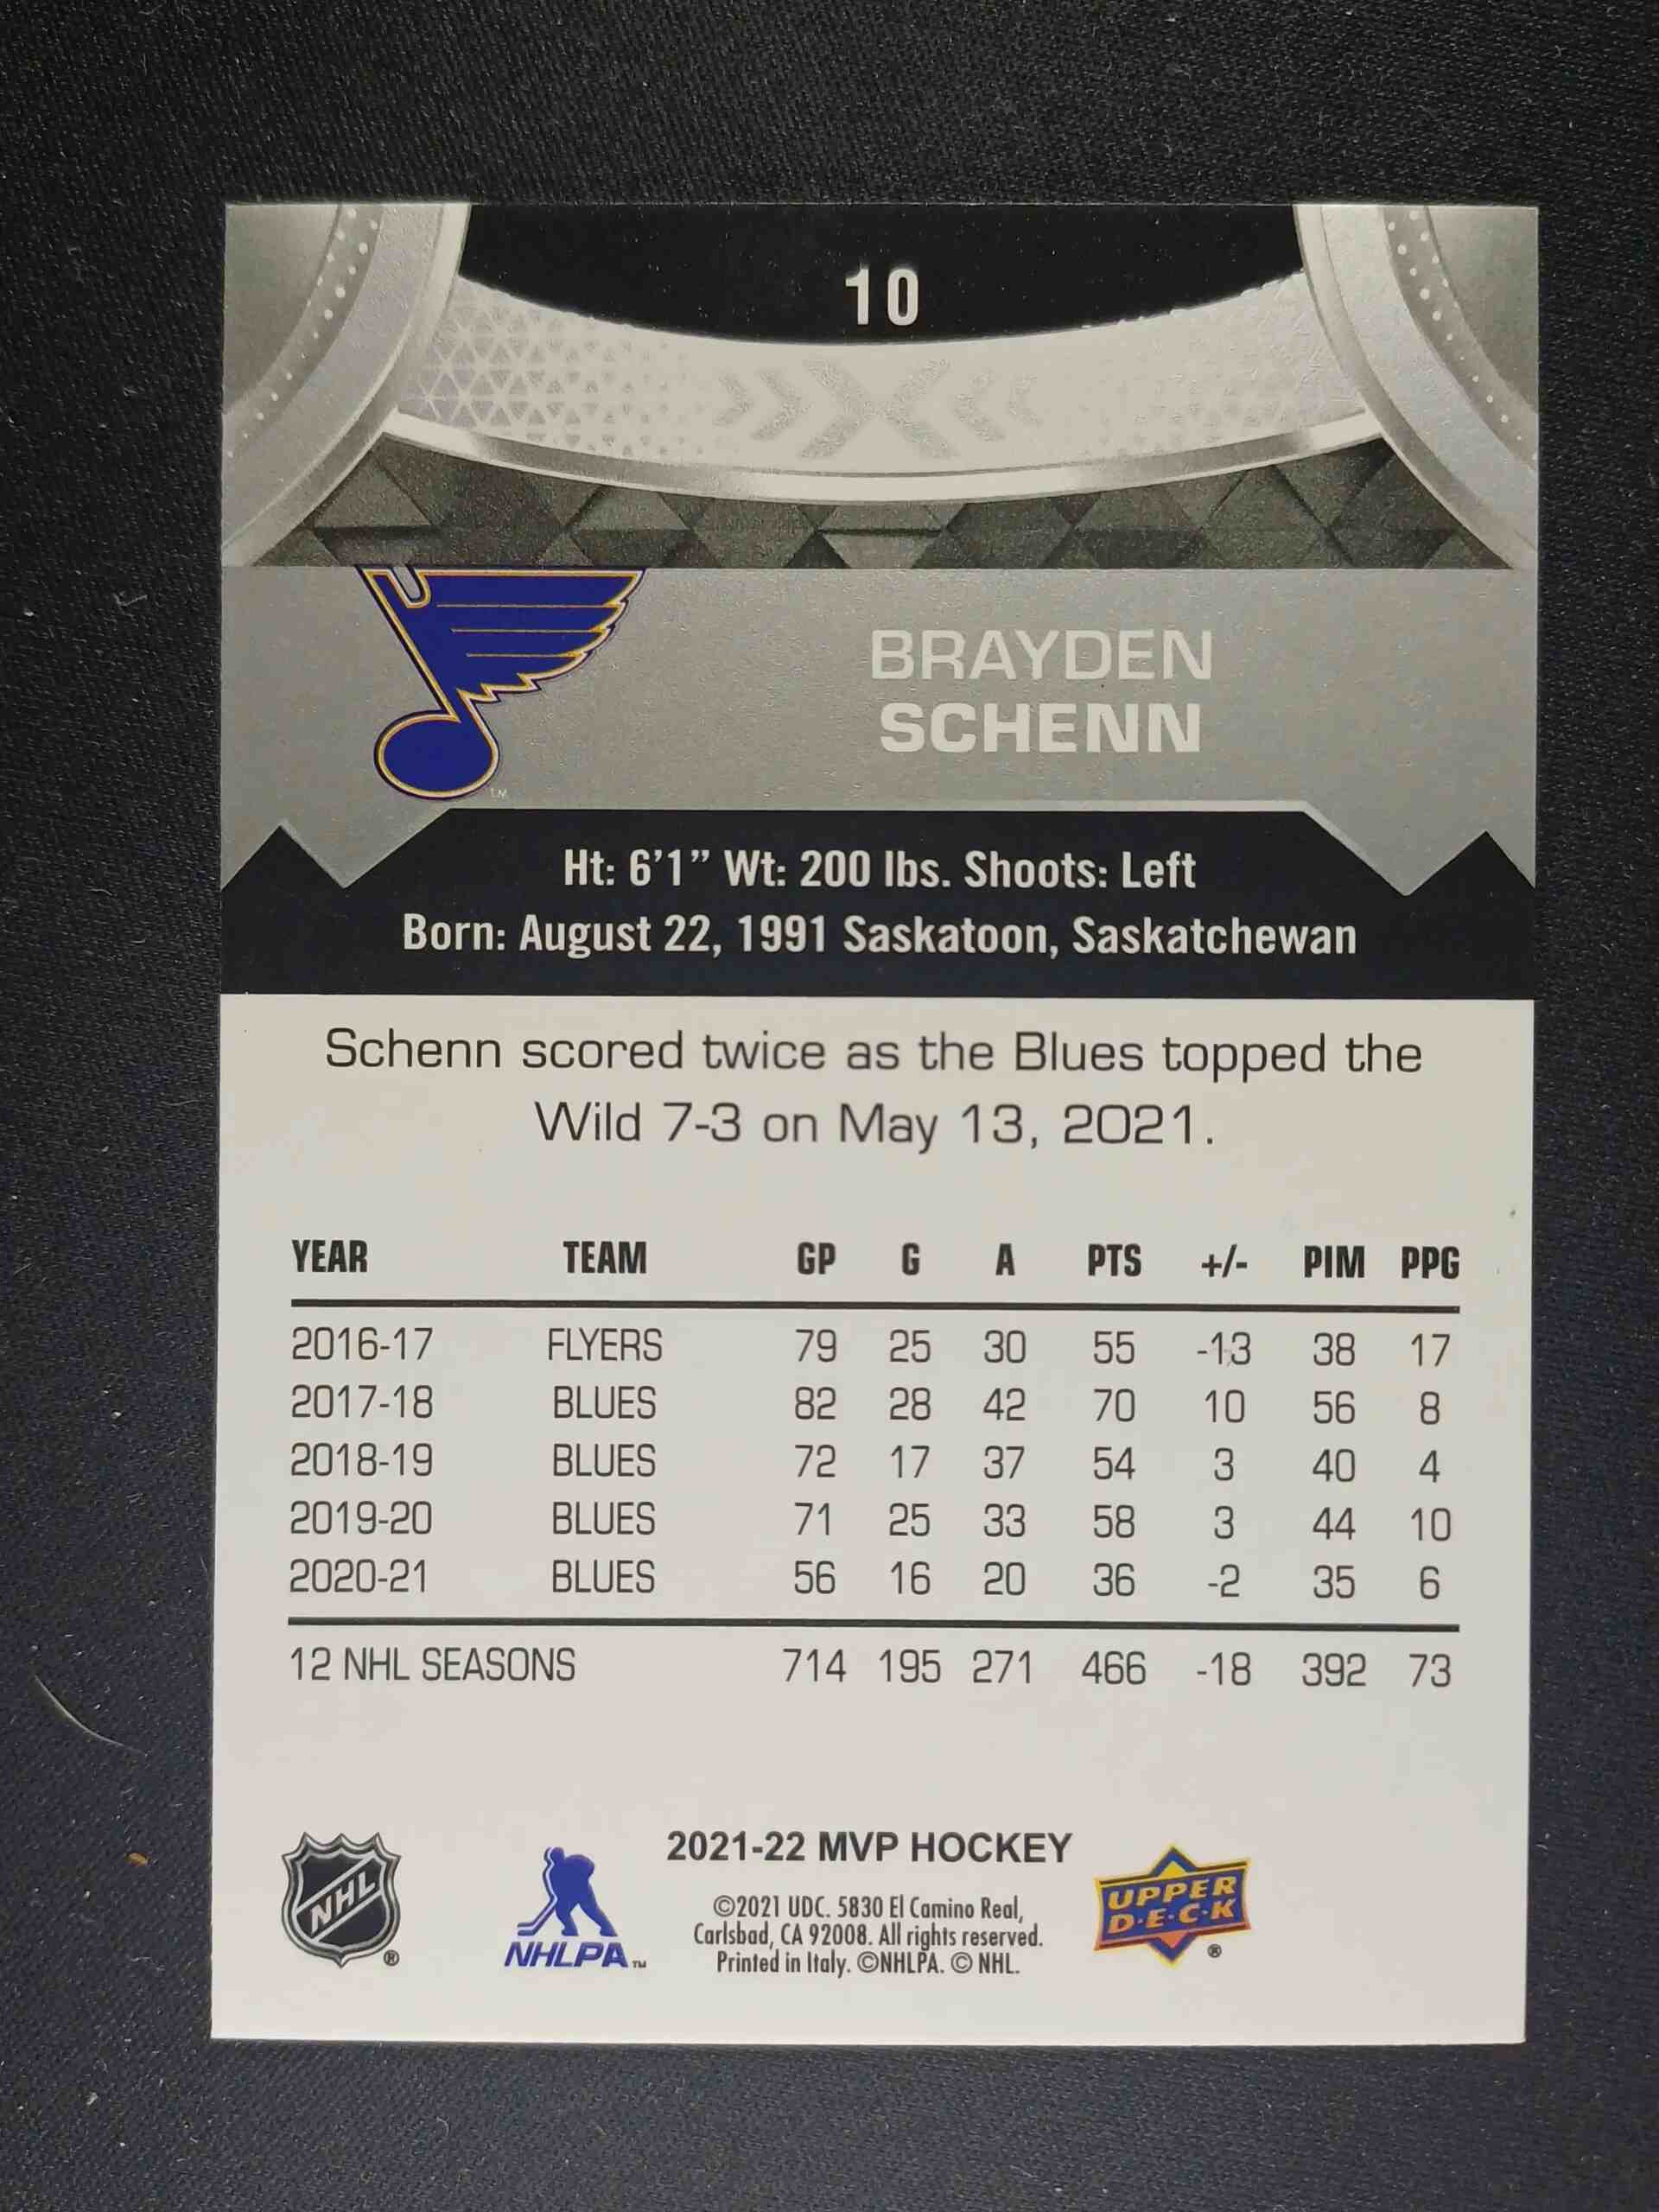 10
BRAYDEN
SCHENN
TM
Ht: 6'1” Wt: 200 lbs. Shoots: Left
Born: August 22, 1991 Saskatoon, Saskatchewan
Schenn scored twice as the Blues topped the
Wild 7-3 on May 13, 2021.
YEAR TEAM GP G A PTS +/- PIM PPG
2016-17 FLYERS 79 25 30 55 -13 38 17
2017-18 BLUES 82 28 42 70 10 56 8
2018-19 BLUES 72 17 37 54 3 40 4
2019-20 BLUES 71 25 33 58 3 44 10
2020-21 BLUES 56 16 20 36 -2 35 6
12 NHL SEASONS 714 195 271 466 -18 392 73
NHL ®
NHLPA TM
2021-22 MVP HOCKEY
©2021 UDC. 5830 El Camino Real,
Carlsbad, CA 92008. All rights reserved.
Printed in Italy. ©NHLPA. © NHL.
UPPER
D·E·C·K
®